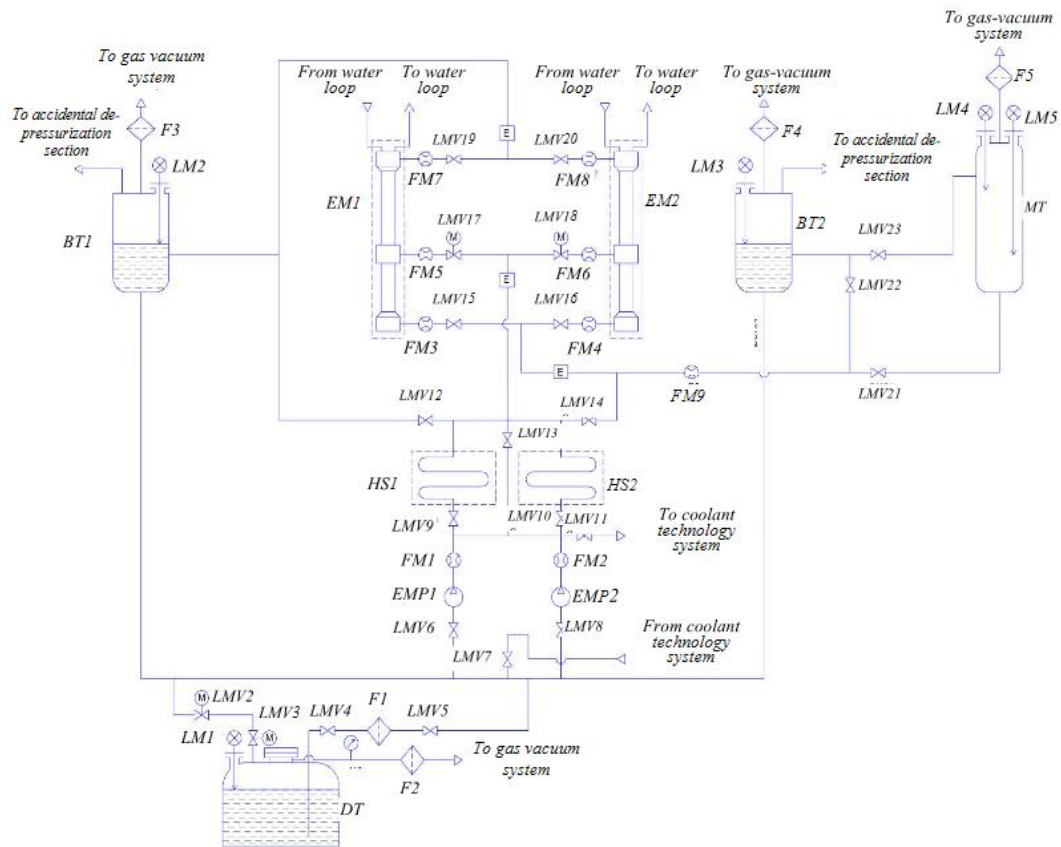 To gas-vacuum
system
To gas vacuum
system
From water
loop
To water
loop
From water
loop
To water
loop
To gas-vacuum
system
F5
LM4
LM5
To accidental de-
pressurization
section
F3
LM2
E
LMV19
LMV20
F4
To accidental de-
pressurization
section
LM3
FM7
FM8
EM1
EM2
MT
BT1
LMV17
LMV18
M
M
BT2
LMV23
FM5
FM6
E
LMV22
LMV15
LMV16
FM3
FM4
E
FM9
LMV21
LMV12
LMV14
LMV13
HS1
HS2
LMV9
LMV10
LMV11
To coolant
technology
system
FM1
FM2
EMP1
EMP2
LMV6
LMV8
From coolant
technology
system
LMV7
M
LMV2
LMV3
M
LMV4
F1
LMV5
LM1
To gas vacuum
system
F2
DT